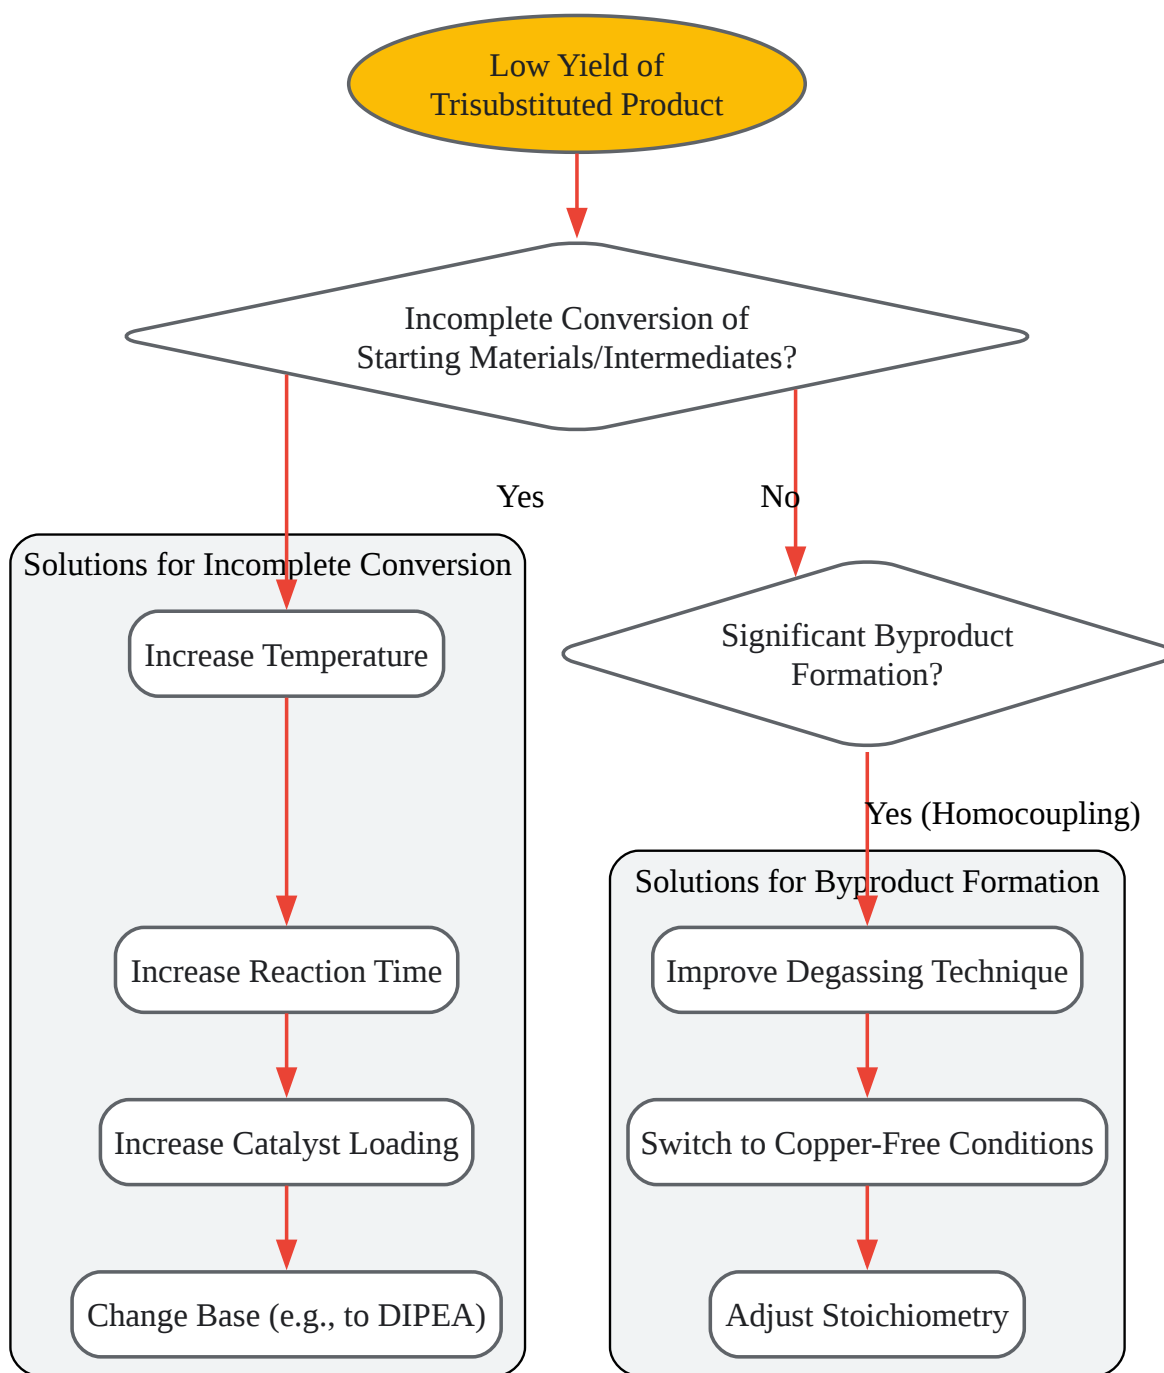 Low Yield of
Trisubstituted Product
Incomplete Conversion of
Starting Materials/Intermediates?
Yes
No
Solutions for Incomplete Conversion
Increase Temperature
Significant Byproduct
Formation?
Yes (Homocoupling)
Solutions for Byproduct Formation
Increase Reaction Time
Improve Degassing Technique
Increase Catalyst Loading
Switch to Copper-Free Conditions
Change Base (e.g., to DIPEA)
Adjust Stoichiometry